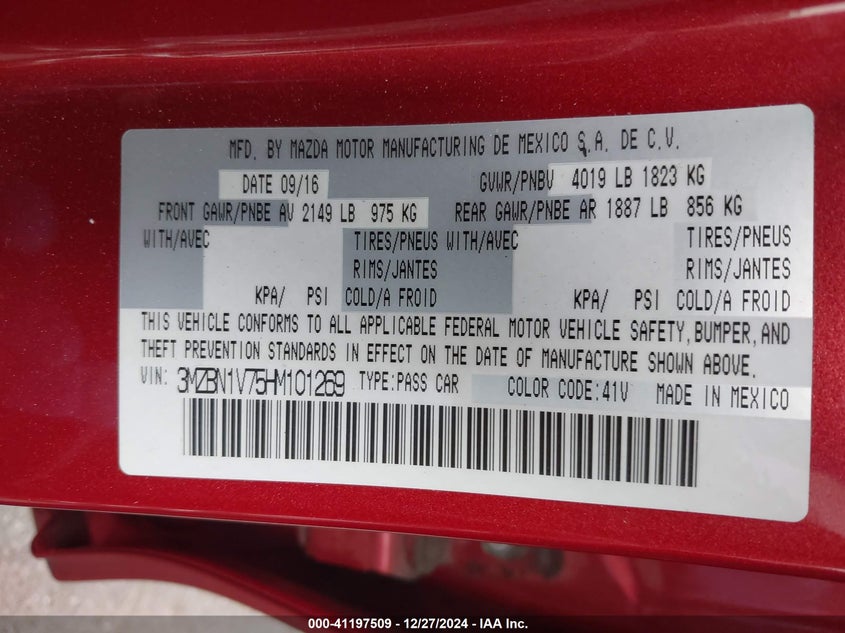 MFD. BY MAZDA MOTOR MANUFACTURING DE MEXICO S.A. DE C.V.
DATE 09/16 GVWR/PNBV 4019 LB 1823 KG
FRONT GAWR/PNBE AV 2149 LB 975 KG REAR GAWR/PNBE AR 1887 LB 856 KG
WITH/AVEC TIRES/PNEUS WITH/AVEC TIRES/PNEUS
RIMS/JANTES RIMS/JANTES
KPA/ PSI COLD/A FROID KPA/ PSI COLD/A FROID
THIS VEHICLE CONFORMS TO ALL APPLICABLE FEDERAL MOTOR VEHICLE SAFETY, BUMPER, AND
THEFT PREVENTION STANDARDS IN EFFECT ON THE DATE OF MANUFACTURE SHOWN ABOVE.
VIN: 3MZBN1V75HM101269 TYPE:PASS CAR COLOR CODE:41V MADE IN MEXICO
000-41197509 - 12/27/2024 - IAA Inc.